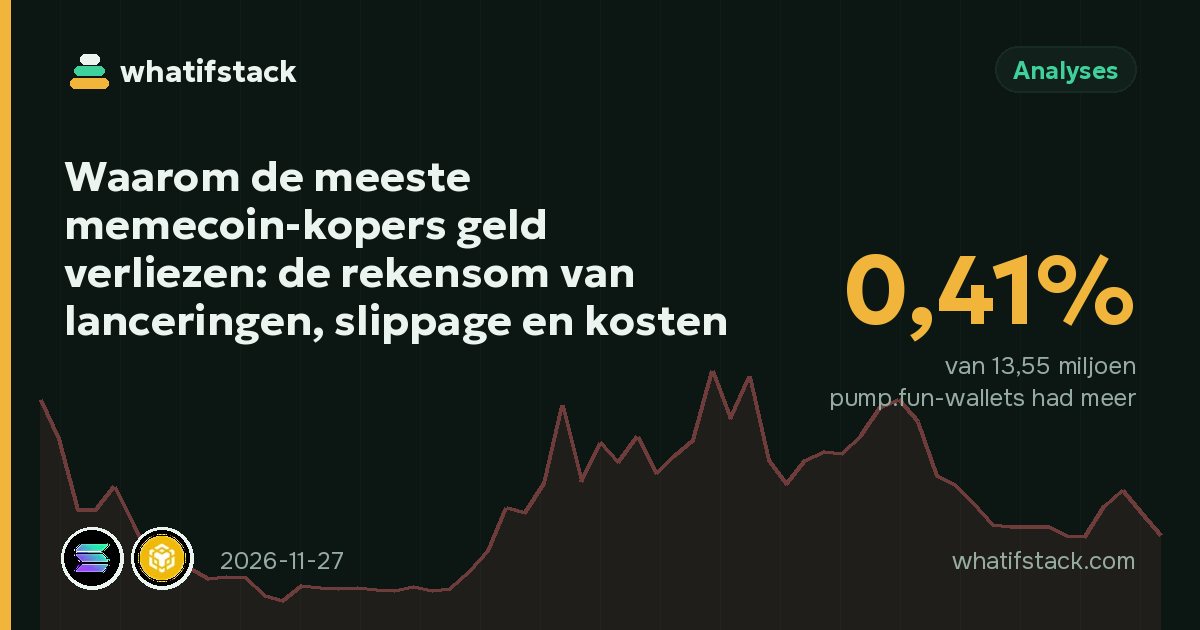 whatifstack
Analyses
Waarom de meeste
memecoin-kopers geld
verliezen: de rekensom van
lanceringen, slippage en kosten
0,41%
van 13,55 miljoen
pump.fun-wallets had meer
2026-11-27
whatifstack.com